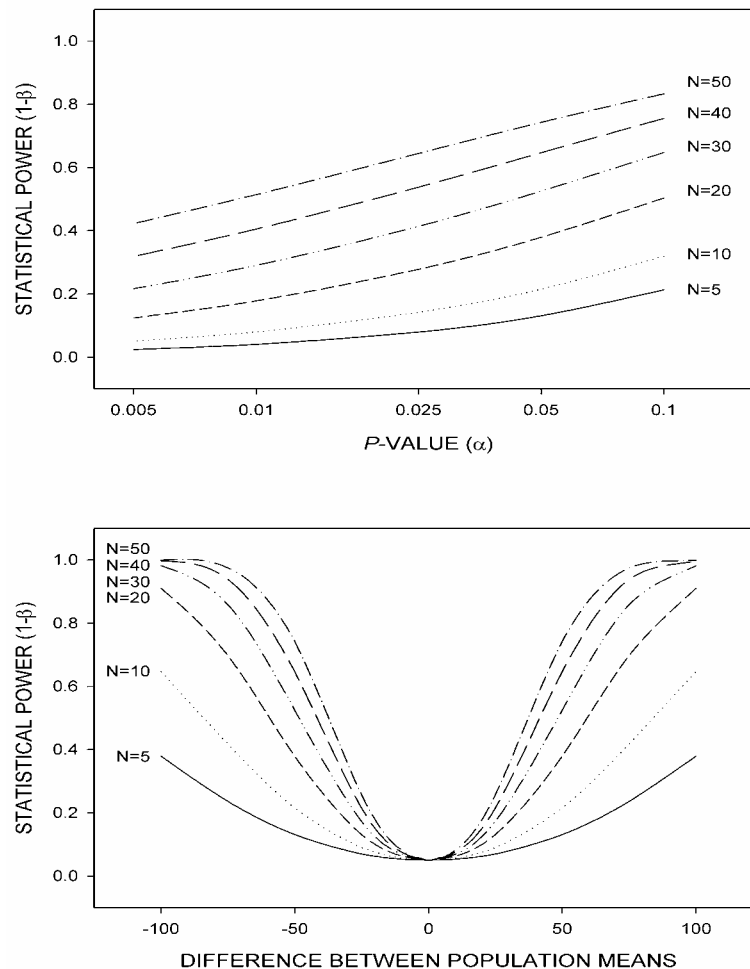 1.0
0.8
0.6
0.4
0.2
0.0
STATISTICAL POWER (1-β)
N=50
N=40
N=30
N=20
N=10
N=5
0.005 0.01 0.025 0.05 0.1
P-VALUE (α)
1.0
0.8
0.6
0.4
0.2
0.0
STATISTICAL POWER (1-β)
N=50
N=40
N=30
N=20
N=10
N=5
-100 -50 0 50 100
DIFFERENCE BETWEEN POPULATION MEANS